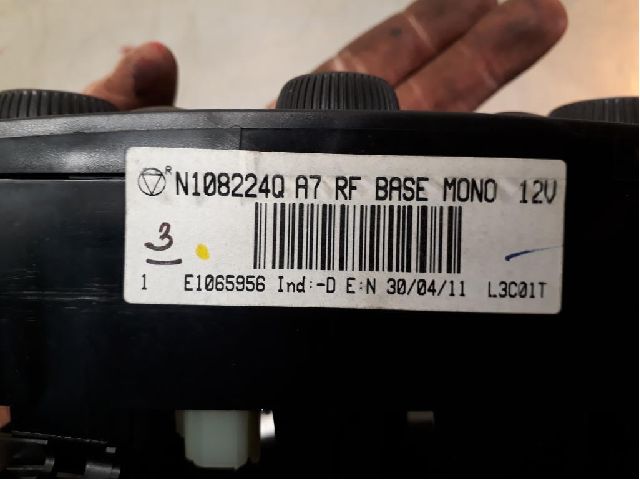 R N108224Q A7 RF BASE MONO 12V
3
1 E1065956 Ind:-D E:N 30/04/11 L3C01T